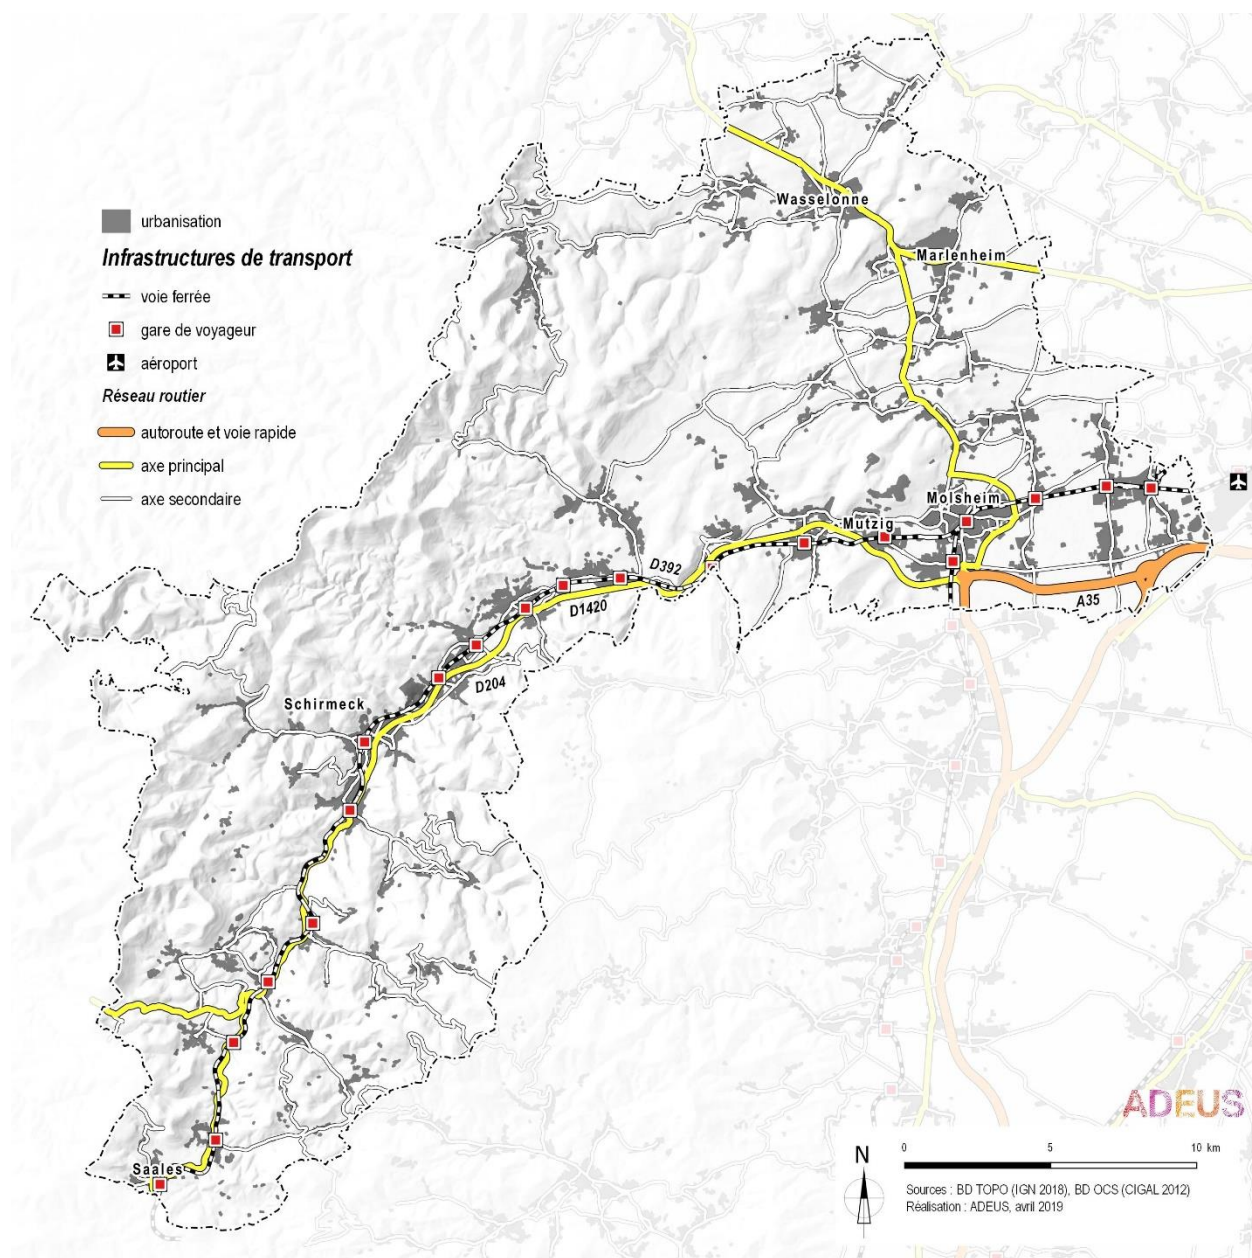 urbanisation
Infrastructures de transport
voie ferrée
gare de voyageur
aéroport
Réseau routier
autoroute et voie rapide
axe principal
axe secondaire
Wasselonne
Marlenheim
Molsheim
Mutzig
D392
D1420
A35
D204
Schirmeck
Saales
ADEUS
N
0 5 10 km
Sources : BD TOPO (IGN 2018), BD OCS (CIGAL 2012)
Réalisation : ADEUS, avril 2019